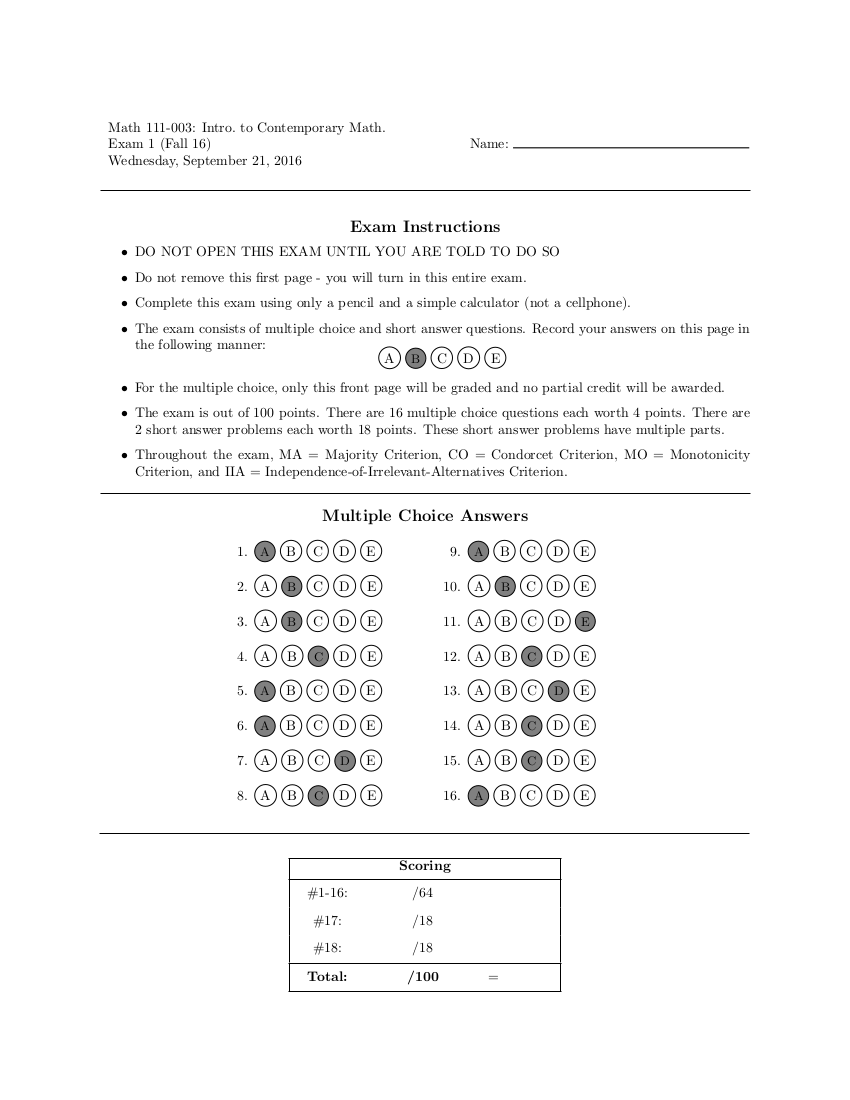 Math 111-003: Intro. to Contemporary Math.
Exam 1 (Fall 16)
Name:
Wednesday, September 21, 2016
Exam Instructions
• DO NOT OPEN THIS EXAM UNTIL YOU ARE TOLD TO DO SO
• Do not remove this first page - you will turn in this entire exam.
• Complete this exam using only a pencil and a simple calculator (not a cellphone).
• The exam consists of multiple choice and short answer questions. Record your answers on this page in
the following manner:
A B C D E
• For the multiple choice, only this front page will be graded and no partial credit will be awarded.
• The exam is out of 100 points. There are 16 multiple choice questions each worth 4 points. There are
2 short answer problems each worth 18 points. These short answer problems have multiple parts.
• Throughout the exam, MA = Majority Criterion, CO = Condorcet Criterion, MO = Monotonicity
Criterion, and IIA = Independence-of-Irrelevant-Alternatives Criterion.
Multiple Choice Answers
1. A B C D E
2. A B C D E
3. A B C D E
4. A B C D E
5. A B C D E
6. A B C D E
7. A B C D E
8. A B C D E
9. A B C D E
10. A B C D E
11. A B C D E
12. A B C D E
13. A B C D E
14. A B C D E
15. A B C D E
16. A B C D E
Scoring
#1-16: /64
#17: /18
#18: /18
Total: /100 =